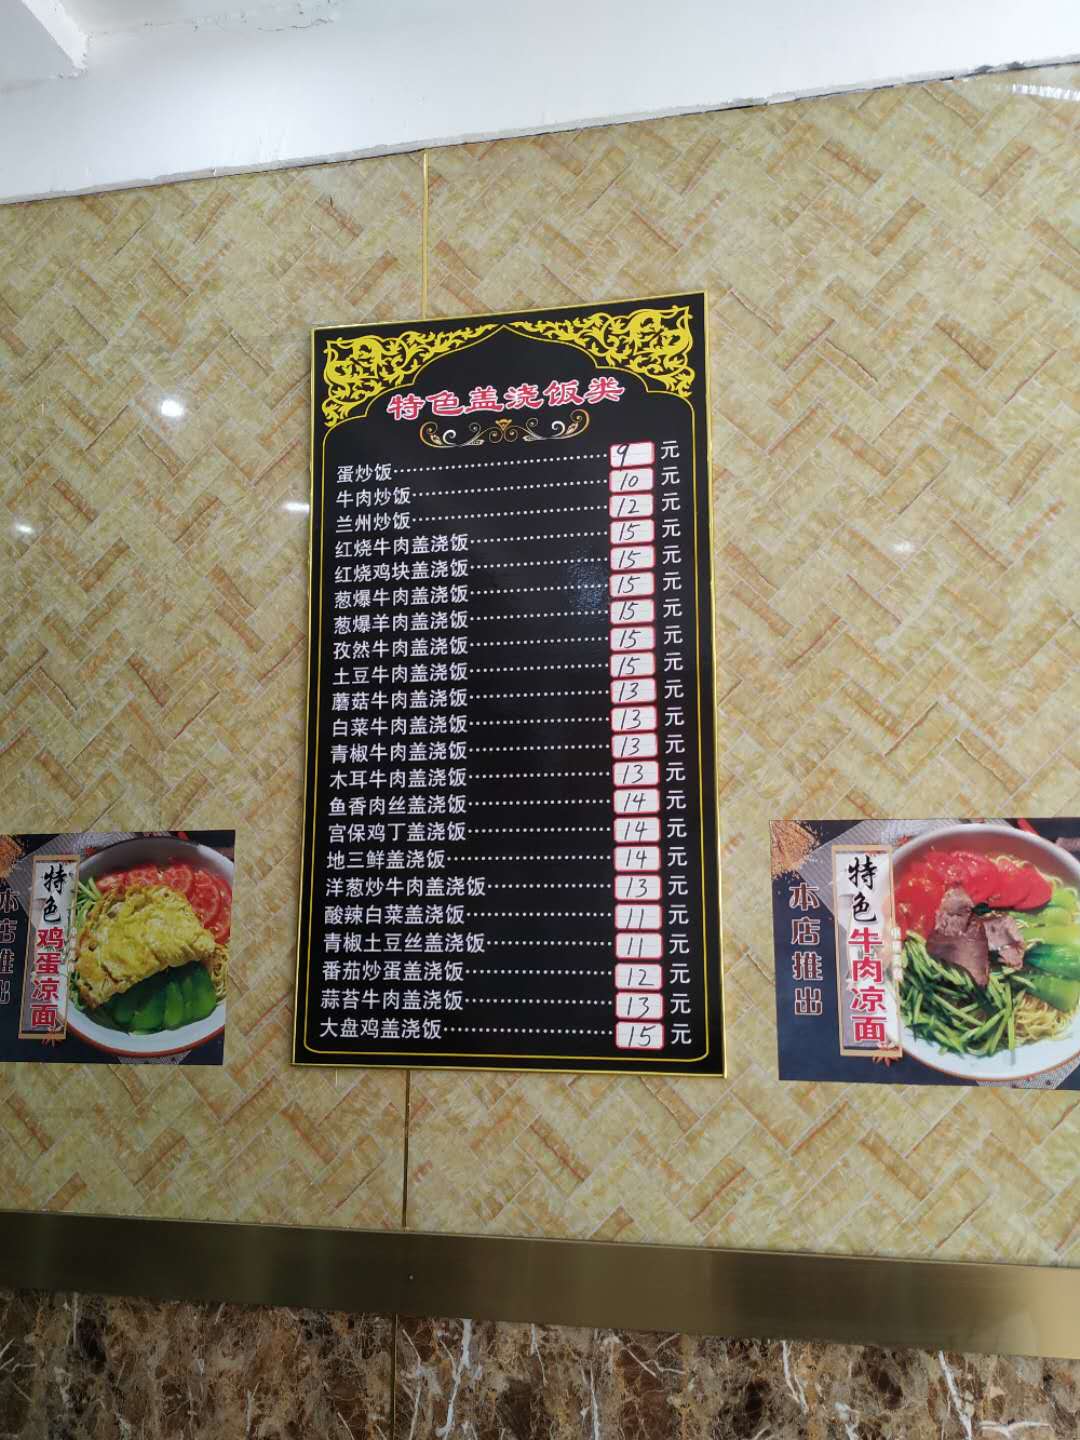 特色盖浇饭类
蛋炒饭 9 元
牛肉炒饭 10 元
兰州炒饭 12 元
红烧牛肉盖浇饭 15 元
红烧鸡块盖浇饭 15 元
葱爆牛肉盖浇饭 15 元
葱爆羊肉盖浇饭 15 元
孜然牛肉盖浇饭 15 元
土豆牛肉盖浇饭 15 元
蘑菇牛肉盖浇饭 13 元
白菜牛肉盖浇饭 13 元
青椒牛肉盖浇饭 13 元
木耳牛肉盖浇饭 13 元
鱼香肉丝盖浇饭 14 元
宫保鸡丁盖浇饭 14 元
地三鲜盖浇饭 14 元
洋葱炒牛肉盖浇饭 13 元
酸辣白菜盖浇饭 11 元
青椒土豆丝盖浇饭 11 元
番茄炒蛋盖浇饭 12 元
蒜苔牛肉盖浇饭 13 元
大盘鸡盖浇饭 15 元
本店推出
特色鸡蛋凉面
本店推出
特色牛肉凉面